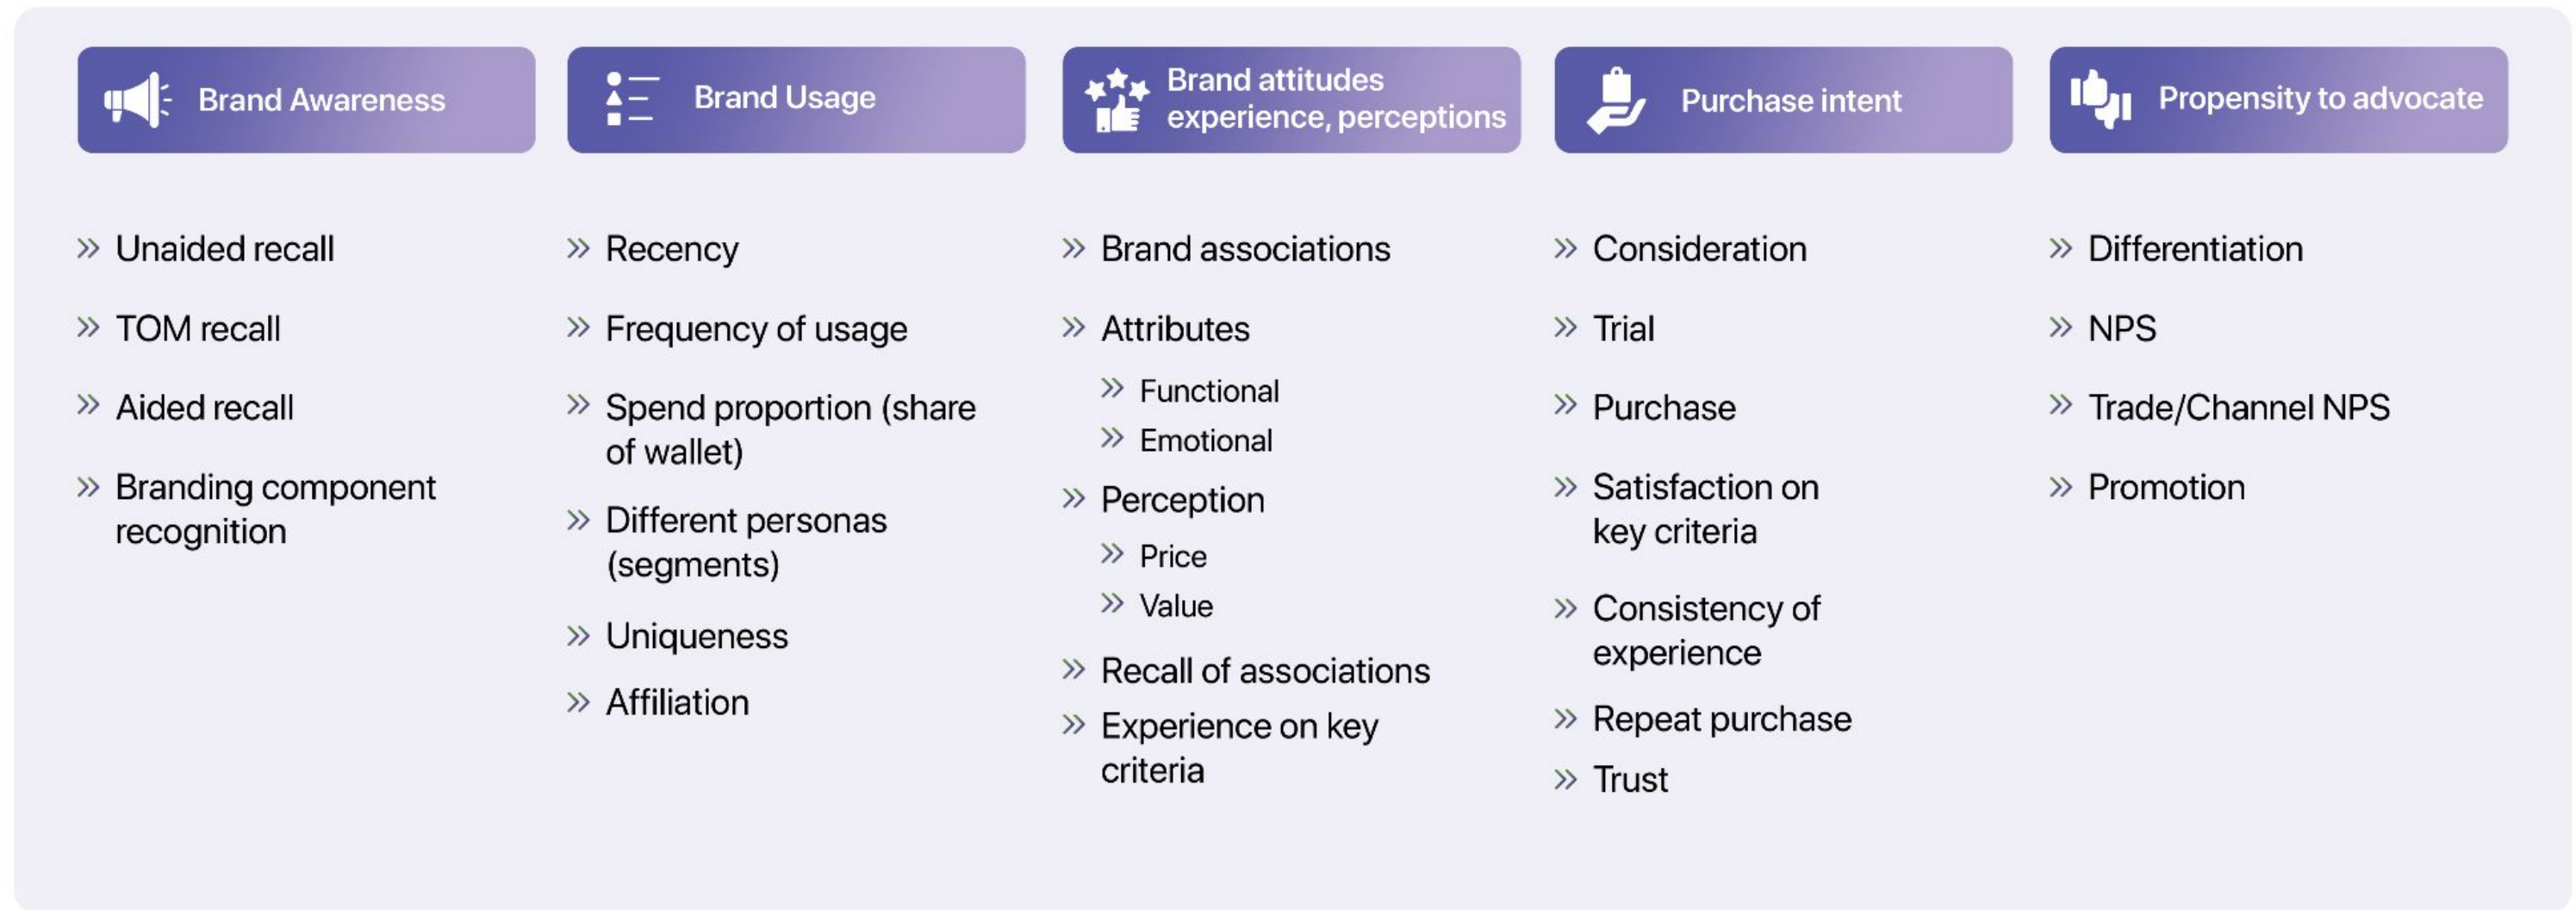 Brand Awareness
Unaided recall
TOM recall
Aided recall
Branding component
recognition
Brand Usage
Recency
Frequency of usage
Spend proportion (share
of wallet)
Different personas
(segments)
Uniqueness
Affiliation
Brand attitudes
experience, perceptions
Brand associations
Attributes
Functional
Emotional
Perception
Price
Value
Recall of associations
Experience on key
criteria
Purchase intent
Consideration
Trial
Purchase
Satisfaction on
key criteria
Consistency of
experience
Repeat purchase
Trust
Propensity to advocate
Differentiation
NPS
Trade/Channel NPS
Promotion